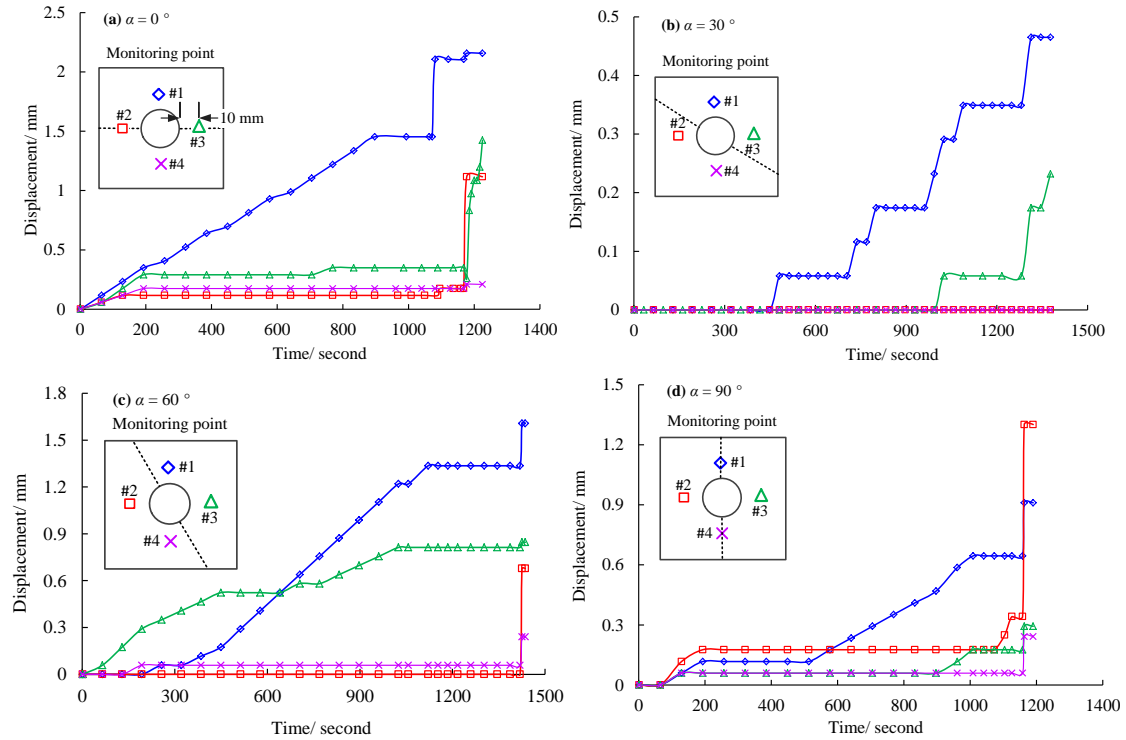 (a) α = 0 °
Monitoring point
#1
#2
10 mm
#3
#4
Displacement/ mm
2.5
2
1.5
1
0.5
0
0 200 400 600 800 1000 1200 1400
Time/ second
(b) α = 30 °
Monitoring point
#1
#2
#3
#4
Displacement/ mm
0.5
0.4
0.3
0.2
0.1
0
0 300 600 900 1200 1500
Time/ second
(c) α = 60 °
Monitoring point
#1
#2
#3
#4
Displacement/ mm
1.8
1.5
1.2
0.9
0.6
0.3
0
0 300 600 900 1200 1500
Time/ second
(d) α = 90 °
Monitoring point
#1
#2
#3
#4
Displacement/ mm
1.5
1.2
0.9
0.6
0.3
0
0 200 400 600 800 1000 1200 1400
Time/ second